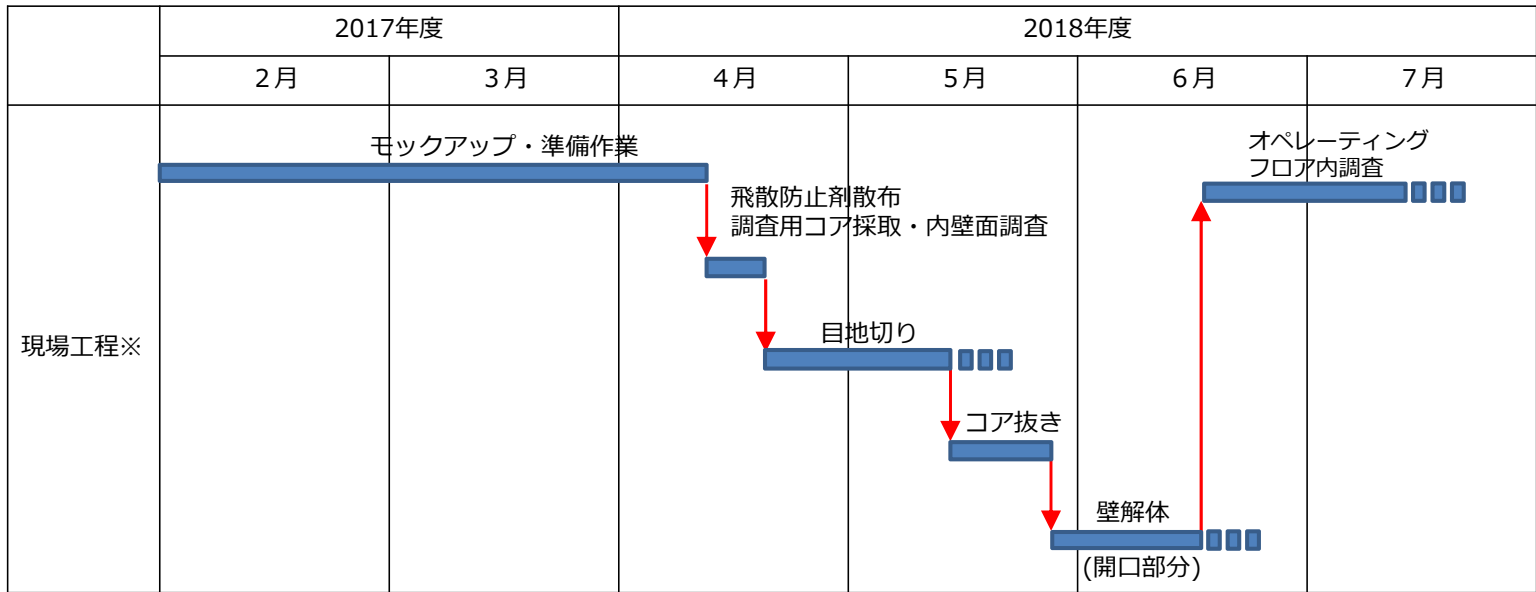 2017年度
2018年度
２月
３月
４月
５月
６月
７月
現場工程※
モックアップ・準備作業
飛散防止剤散布
調査用コア採取・内壁面調査
目地切り
コア抜き
壁解体
(開口部分)
オペレーティング
フロア内調査